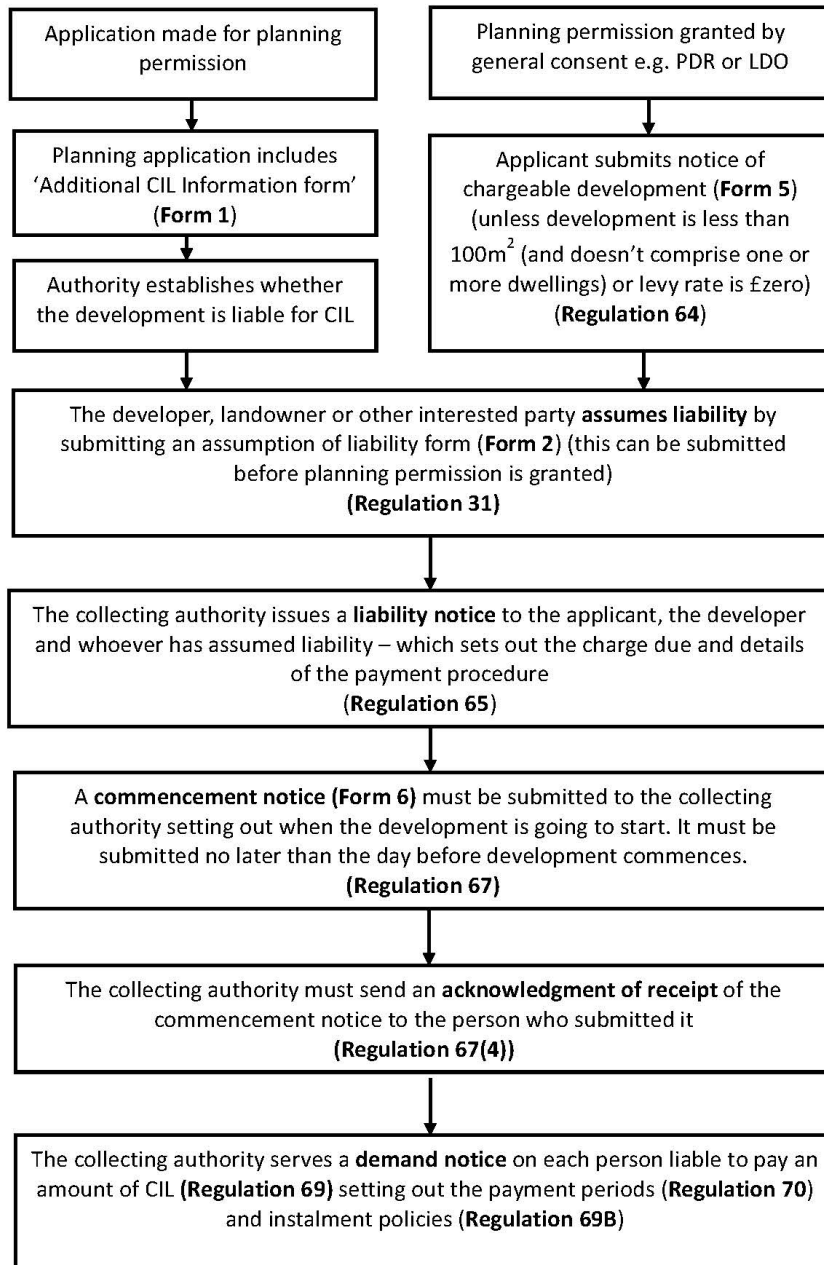 Application made for planning
permission
Planning application includes
‘Additional CIL Information form’
(Form 1)
Authority establishes whether
the development is liable for CIL
Planning permission granted by
general consent e.g. PDR or LDO
Applicant submits notice of
chargeable development (Form 5)
(unless development is less than
100m² (and doesn’t comprise one or
more dwellings) or levy rate is £zero)
(Regulation 64)
The developer, landowner or other interested party assumes liability by
submitting an assumption of liability form (Form 2) (this can be submitted
before planning permission is granted)
(Regulation 31)
The collecting authority issues a liability notice to the applicant, the developer
and whoever has assumed liability – which sets out the charge due and details
of the payment procedure
(Regulation 65)
A commencement notice (Form 6) must be submitted to the collecting
authority setting out when the development is going to start. It must be
submitted no later than the day before development commences.
(Regulation 67)
The collecting authority must send an acknowledgment of receipt of the
commencement notice to the person who submitted it
(Regulation 67(4))
The collecting authority serves a demand notice on each person liable to pay an
amount of CIL (Regulation 69) setting out the payment periods (Regulation 70)
and instalment policies (Regulation 69B)